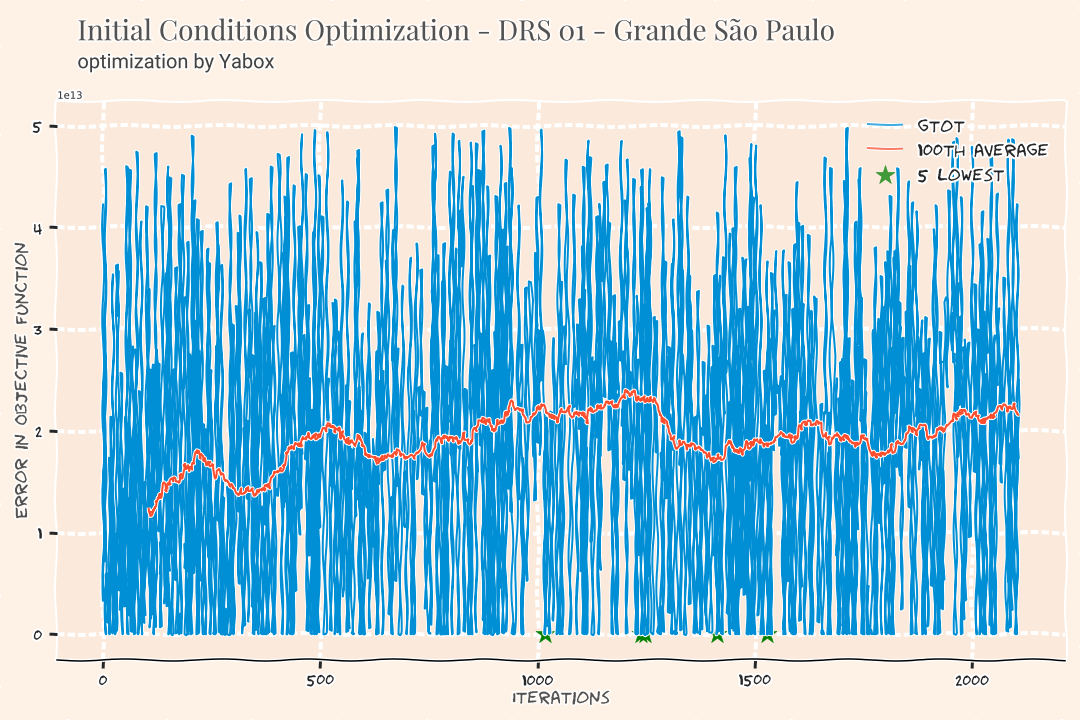 Initial Conditions Optimization - DRS 01 - Grande São Paulo
optimization by Yabox
1e13
GTOT
100TH AVERAGE
5 LOWEST
5
4
3
2
1
0
ERROR IN OBJECTIVE FUNCTION
0 500 1000 1500 2000
ITERATIONS